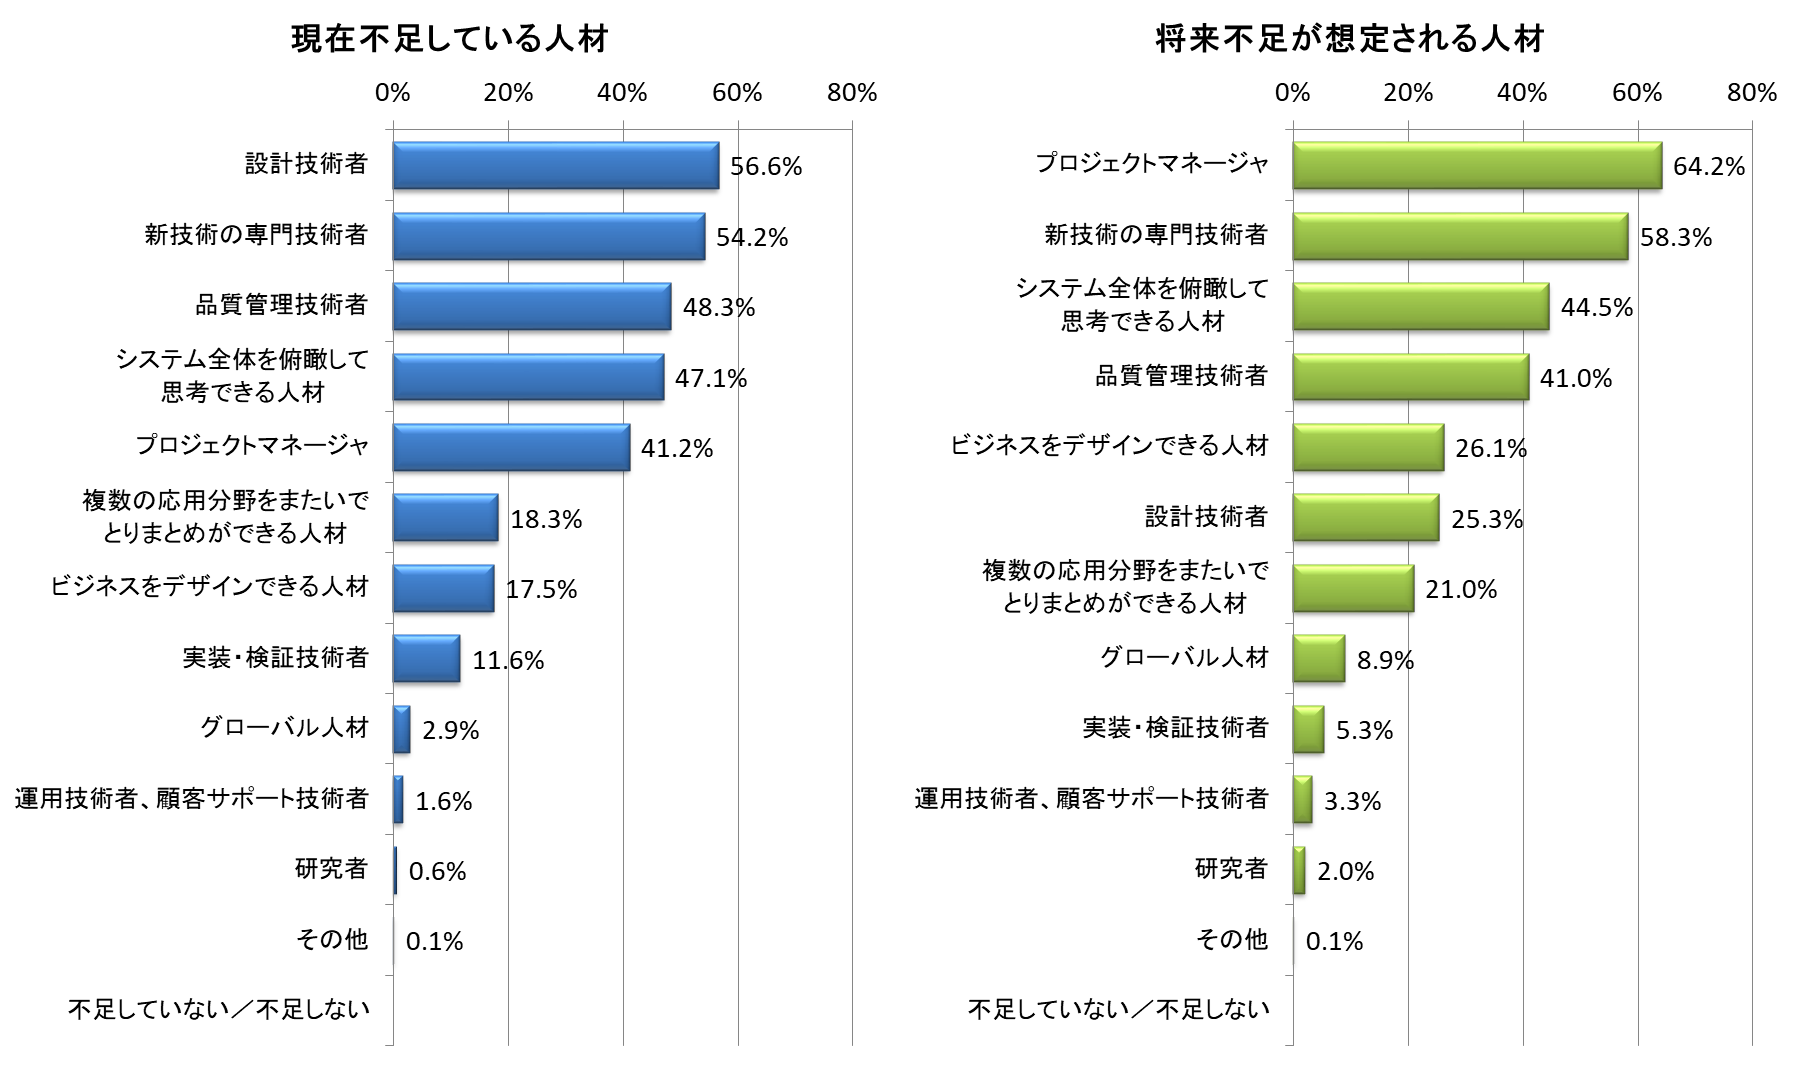 現在不足している人材
0% 20% 40% 60% 80%
設計技術者 56.6%
新技術の専門技術者 54.2%
品質管理技術者 48.3%
システム全体を俯瞰して
思考できる人材 47.1%
プロジェクトマネージャ 41.2%
複数の応用分野をまたいで
とりまとめができる人材 18.3%
ビジネスをデザインできる人材 17.5%
実装・検証技術者 11.6%
グローバル人材 2.9%
運用技術者、顧客サポート技術者 1.6%
研究者 0.6%
その他 0.1%
不足していない／不足しない
将来不足が想定される人材
0% 20% 40% 60% 80%
プロジェクトマネージャ 64.2%
新技術の専門技術者 58.3%
システム全体を俯瞰して
思考できる人材 44.5%
品質管理技術者 41.0%
ビジネスをデザインできる人材 26.1%
設計技術者 25.3%
複数の応用分野をまたいで
とりまとめができる人材 21.0%
グローバル人材 8.9%
実装・検証技術者 5.3%
運用技術者、顧客サポート技術者 3.3%
研究者 2.0%
その他 0.1%
不足していない／不足しない